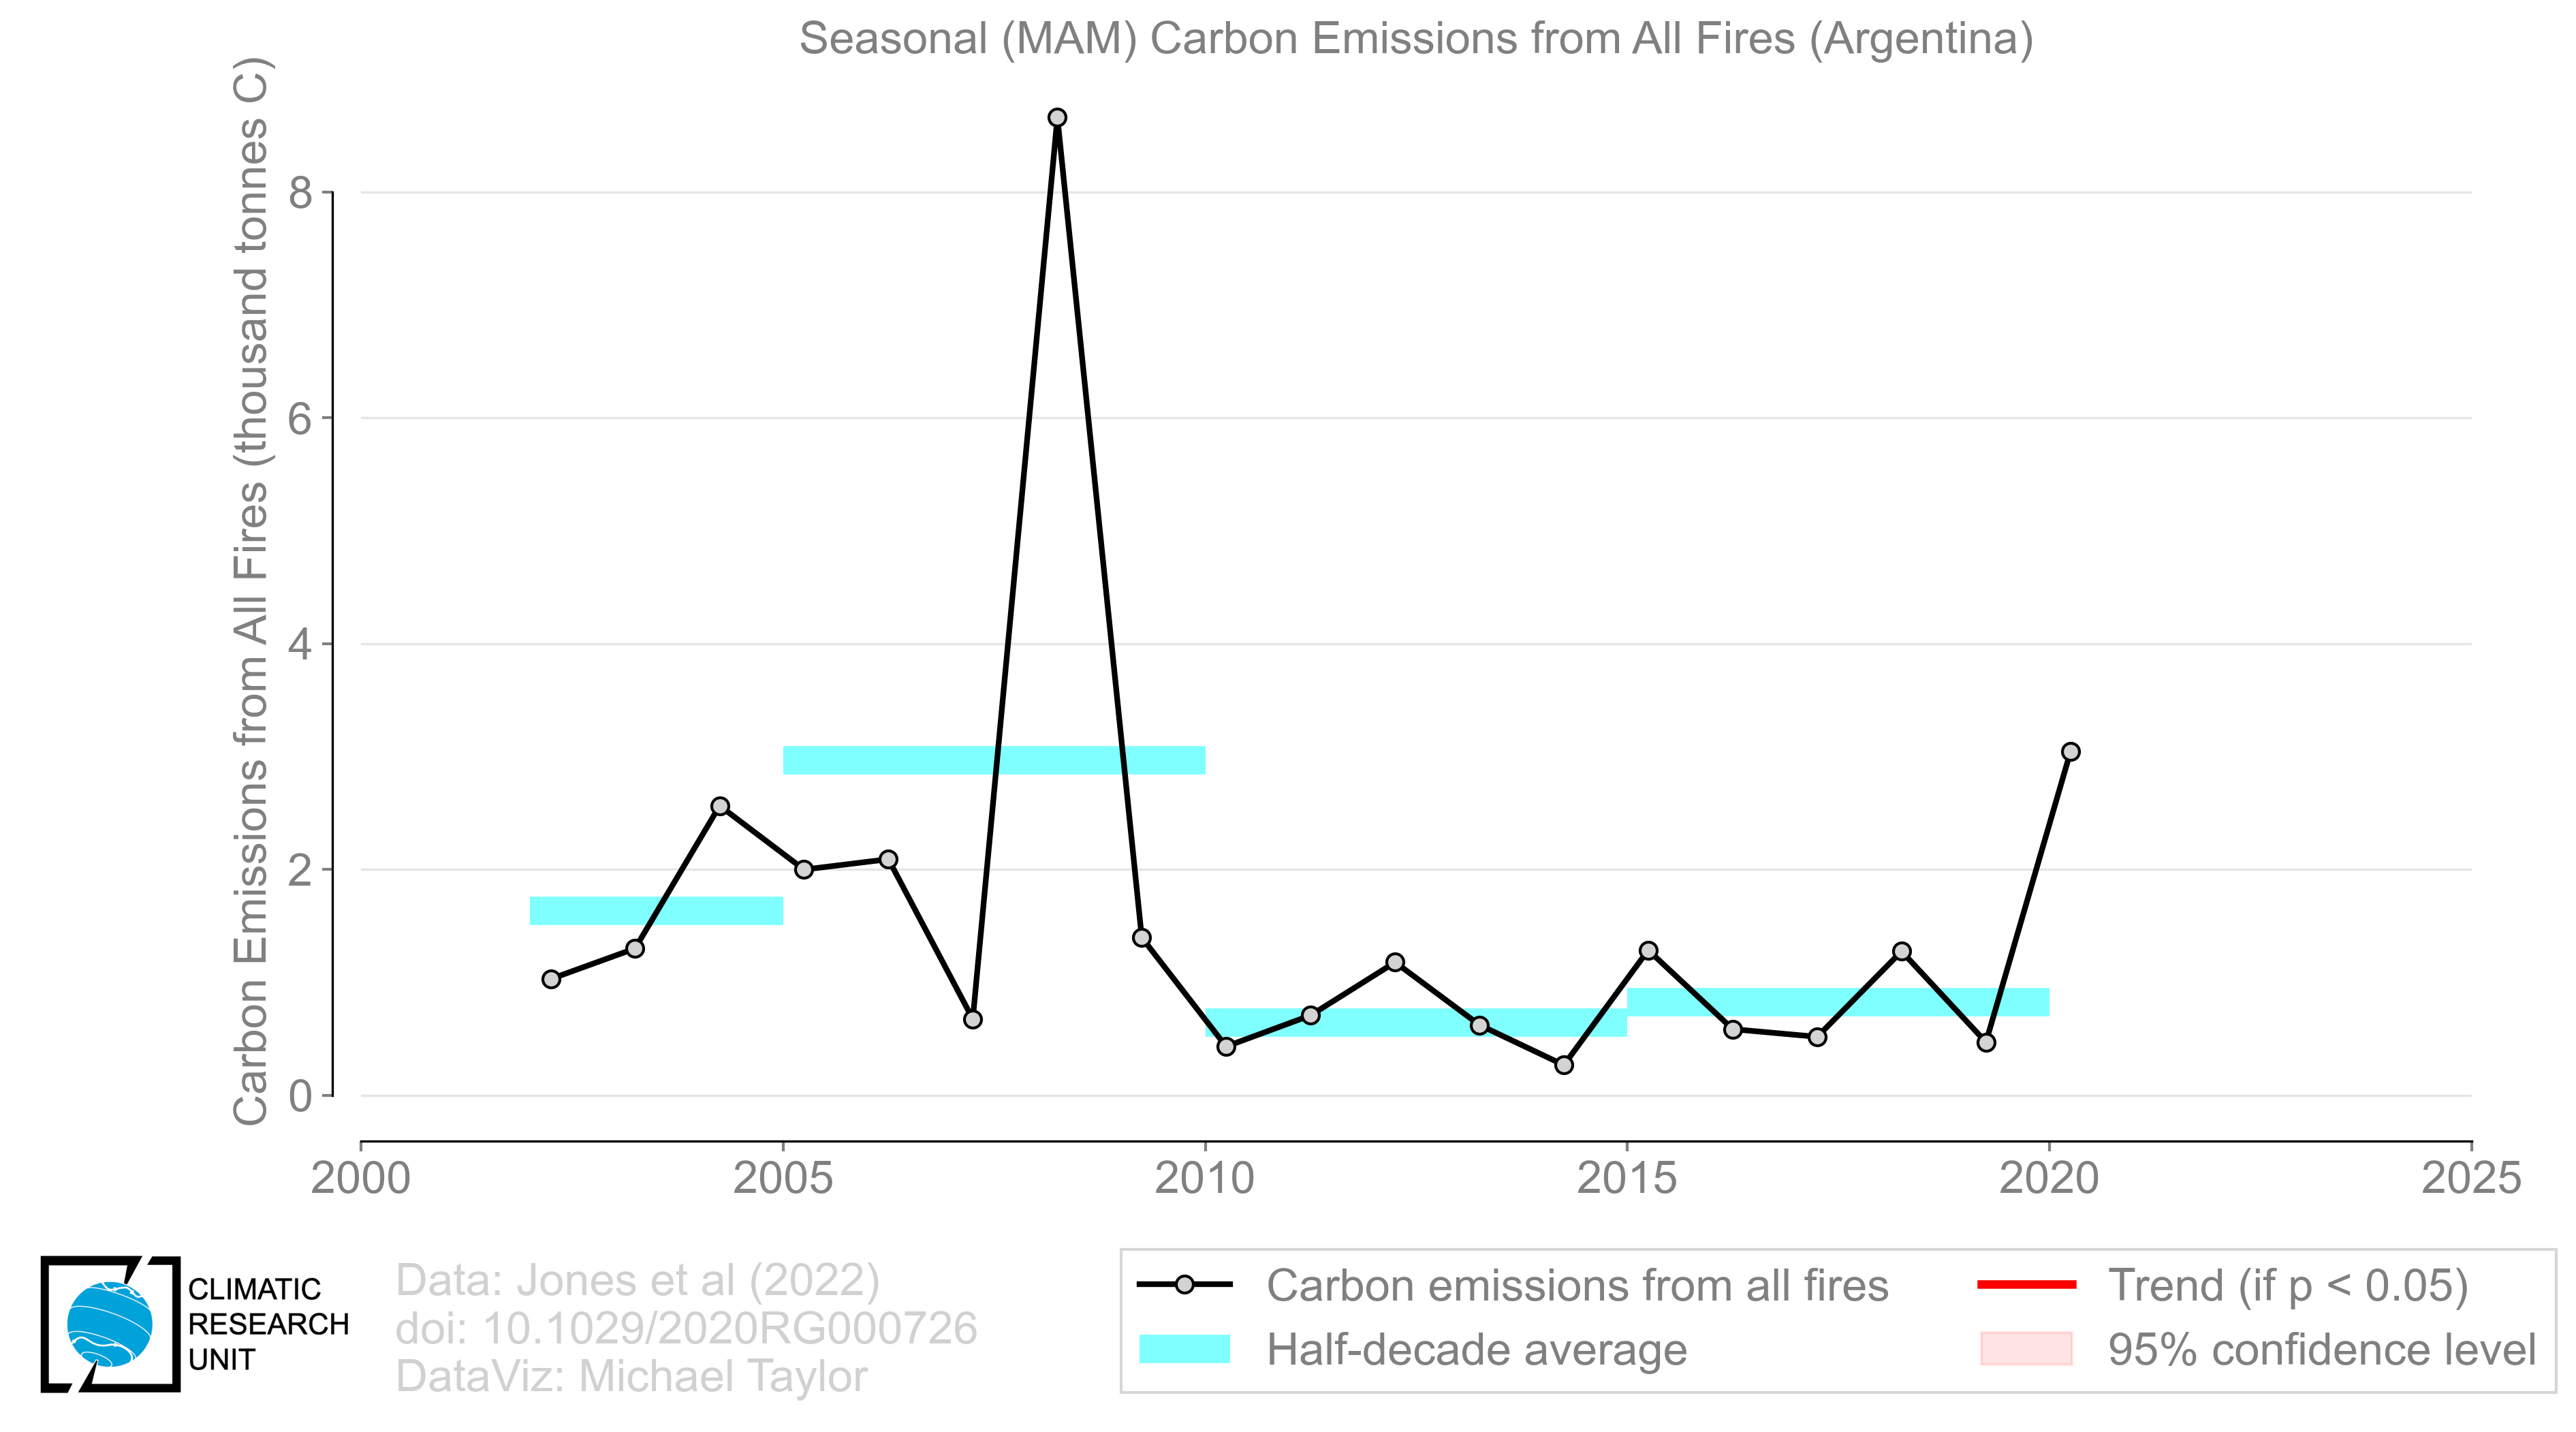 Seasonal (MAM) Carbon Emissions from All Fires (Argentina)
Carbon Emissions from All Fires (thousand tonnes C)
8
6
4
2
0
2000 2005 2010 2015 2020 2025
CLIMATIC
RESEARCH
UNIT
Data: Jones et al (2022)
doi: 10.1029/2020RG000726
DataViz: Michael Taylor
Carbon emissions from all fires
Half-decade average
Trend (if p < 0.05)
95% confidence level